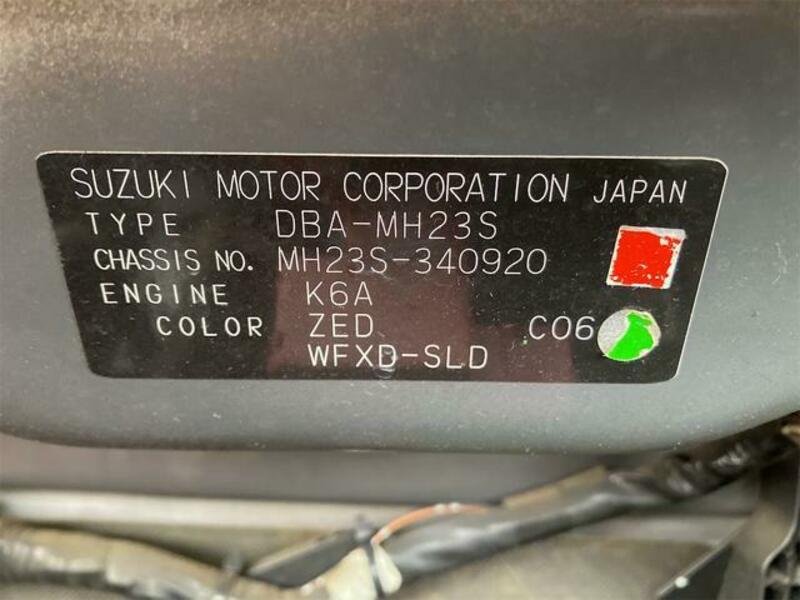 SUZUKI MOTOR CORPORATION JAPAN
TYPE DBA-MH23S
CHASSIS NO. MH23S-340920
ENGINE K6A
COLOR ZED C06
WFXD-SLD